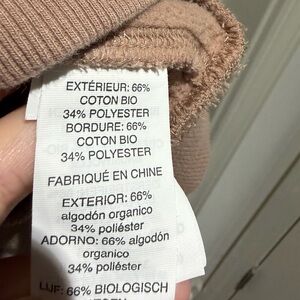 EXTÉRIEUR: 66%
COTON BIO
34% POLYESTER
BORDURE: 66%
COTON BIO
34% POLYESTER
FABRIQUÉ EN CHINE
EXTERIOR: 66%
algodón organico
34% poliéster
ADORNO: 66% algodón
organico
34% poliéster
LIJF: 66% BIOLOGISCH